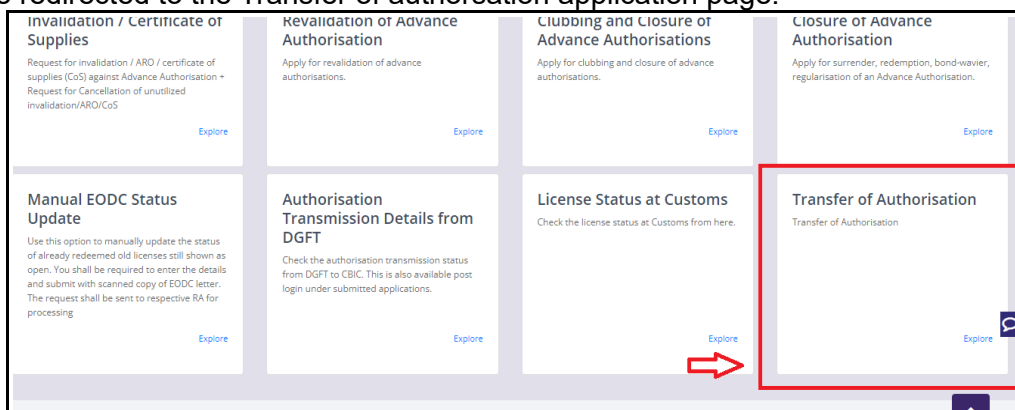 e redirected to the Transfer of authorsation application page.
Invalidation / Certificate of
Supplies
Request for invalidation / ARO / certificate of
supplies (CoS) against Advance Authorisation +
Request for Cancellation of unutilized
invalidation/ARO/CoS
Explore
Revalidation of Advance
Authorisation
Apply for revalidation of advance
authorisations.
Explore
Clubbing and Closure of
Advance Authorisations
Apply for clubbing and closure of advance
authorisations.
Explore
Closure of Advance
Authorisation
Apply for surrender, redemption, bond-wavier,
regularisation of an Advance Authorisation.
Explore
Manual EODC Status
Update
Use this option to manually update the status
of already redeemed old licenses still shown as
open. You shall be required to enter the details
and submit with scanned copy of EODC letter.
The request shall be sent to respective RA for
processing
Explore
Authorisation
Transmission Details from
DGFT
Check the authorisation transmission status
from DGFT to CBIC. This is also available post
login under submitted applications.
Explore
License Status at Customs
Check the license status at Customs from here.
Explore
Transfer of Authorisation
Transfer of Authorisation
Explore